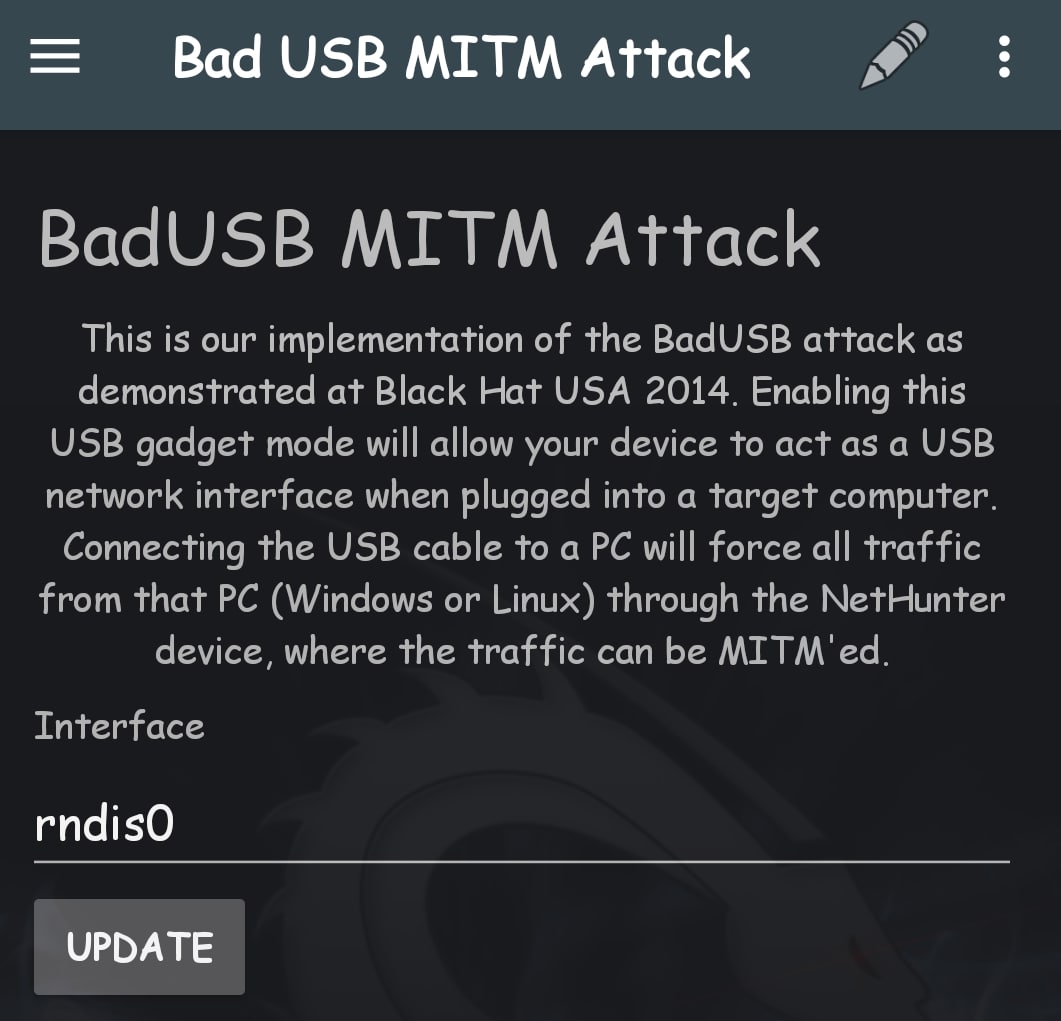 Bad USB MITM Attack
BadUSB MITM Attack
This is our implementation of the BadUSB attack as
demonstrated at Black Hat USA 2014. Enabling this
USB gadget mode will allow your device to act as a USB
network interface when plugged into a target computer.
Connecting the USB cable to a PC will force all traffic
from that PC (Windows or Linux) through the NetHunter
device, where the traffic can be MITM'ed.
Interface
rndis0
UPDATE